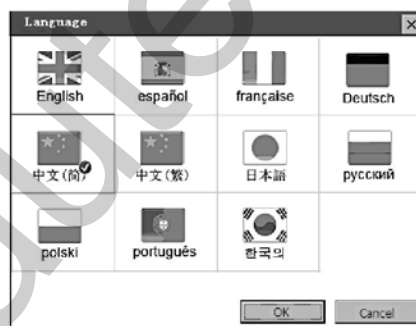 Language
English
español
française
Deutsch
中文(简)
中文(繁)
日本語
русский
polski
português
한국의
OK
Cancel